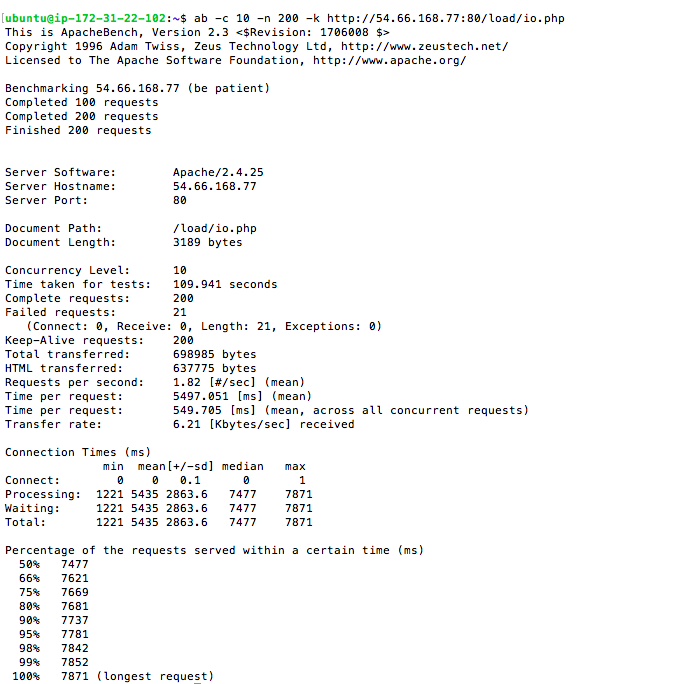 [ubuntu@ip-172-31-22-102:~$ ab -c 10 -n 200 -k http://54.66.168.77:80/load/io.php
This is ApacheBench, Version 2.3 <$Revision: 1706008 $>
Copyright 1996 Adam Twiss, Zeus Technology Ltd, http://www.zeustech.net/
Licensed to The Apache Software Foundation, http://www.apache.org/
Benchmarking 54.66.168.77 (be patient)
Completed 100 requests
Completed 200 requests
Finished 200 requests
Server Software: Apache/2.4.25
Server Hostname: 54.66.168.77
Server Port: 80
Document Path: /load/io.php
Document Length: 3189 bytes
Concurrency Level: 10
Time taken for tests: 109.941 seconds
Complete requests: 200
Failed requests: 21
(Connect: 0, Receive: 0, Length: 21, Exceptions: 0)
Keep-Alive requests: 200
Total transferred: 698985 bytes
HTML transferred: 637775 bytes
Requests per second: 1.82 [#/sec] (mean)
Time per request: 5497.051 [ms] (mean)
Time per request: 549.705 [ms] (mean, across all concurrent requests)
Transfer rate: 6.21 [Kbytes/sec] received
Connection Times (ms)
min mean[+/-sd] median max
Connect: 0 0 0.1 0 1
Processing: 1221 5435 2863.6 7477 7871
Waiting: 1221 5435 2863.6 7477 7871
Total: 1221 5435 2863.6 7477 7871
Percentage of the requests served within a certain time (ms)
50% 7477
66% 7621
75% 7669
80% 7681
90% 7737
95% 7781
98% 7842
99% 7852
100% 7871 (longest request)